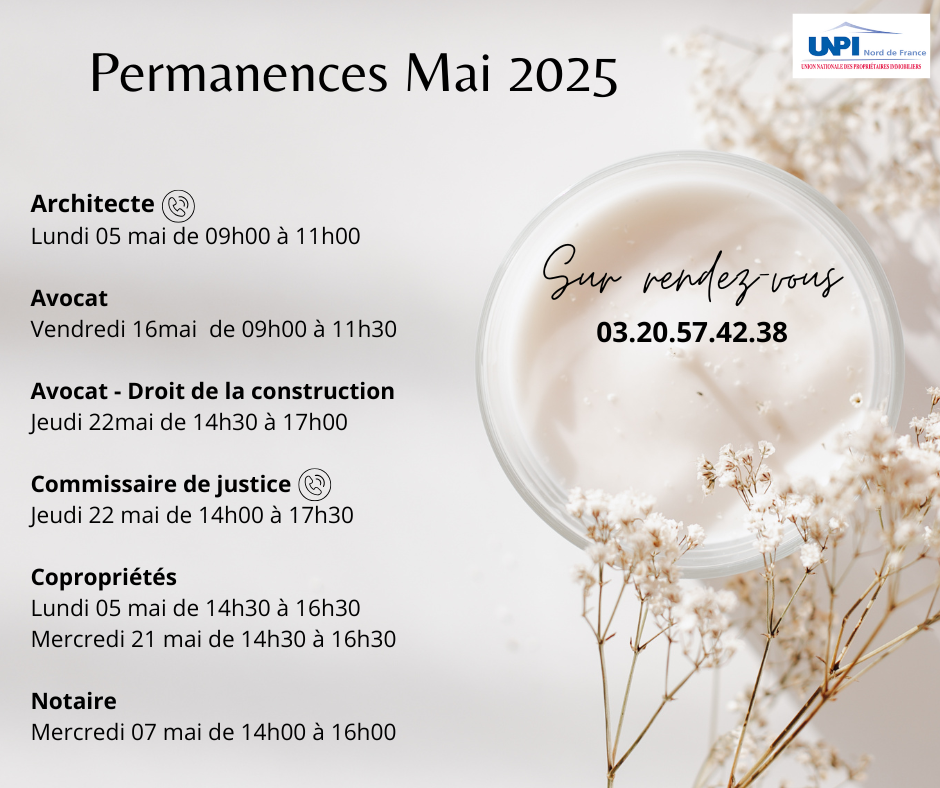 Permanences Mai 2025
UNPI Nord de France
UNION NATIONALE DES PROPRIÉTAIRES IMMOBILIERS
Architecte
Lundi 05 mai de 09h00 à 11h00
Avocat
Vendredi 16mai  de 09h00 à 11h30
Avocat - Droit de la construction
Jeudi 22mai de 14h30 à 17h00
Commissaire de justice
Jeudi 22 mai de 14h00 à 17h30
Copropriétés
Lundi 05 mai de 14h30 à 16h30
Mercredi 21 mai de 14h30 à 16h30
Notaire
Mercredi 07 mai de 14h00 à 16h00
Sur rendez-vous
03.20.57.42.38